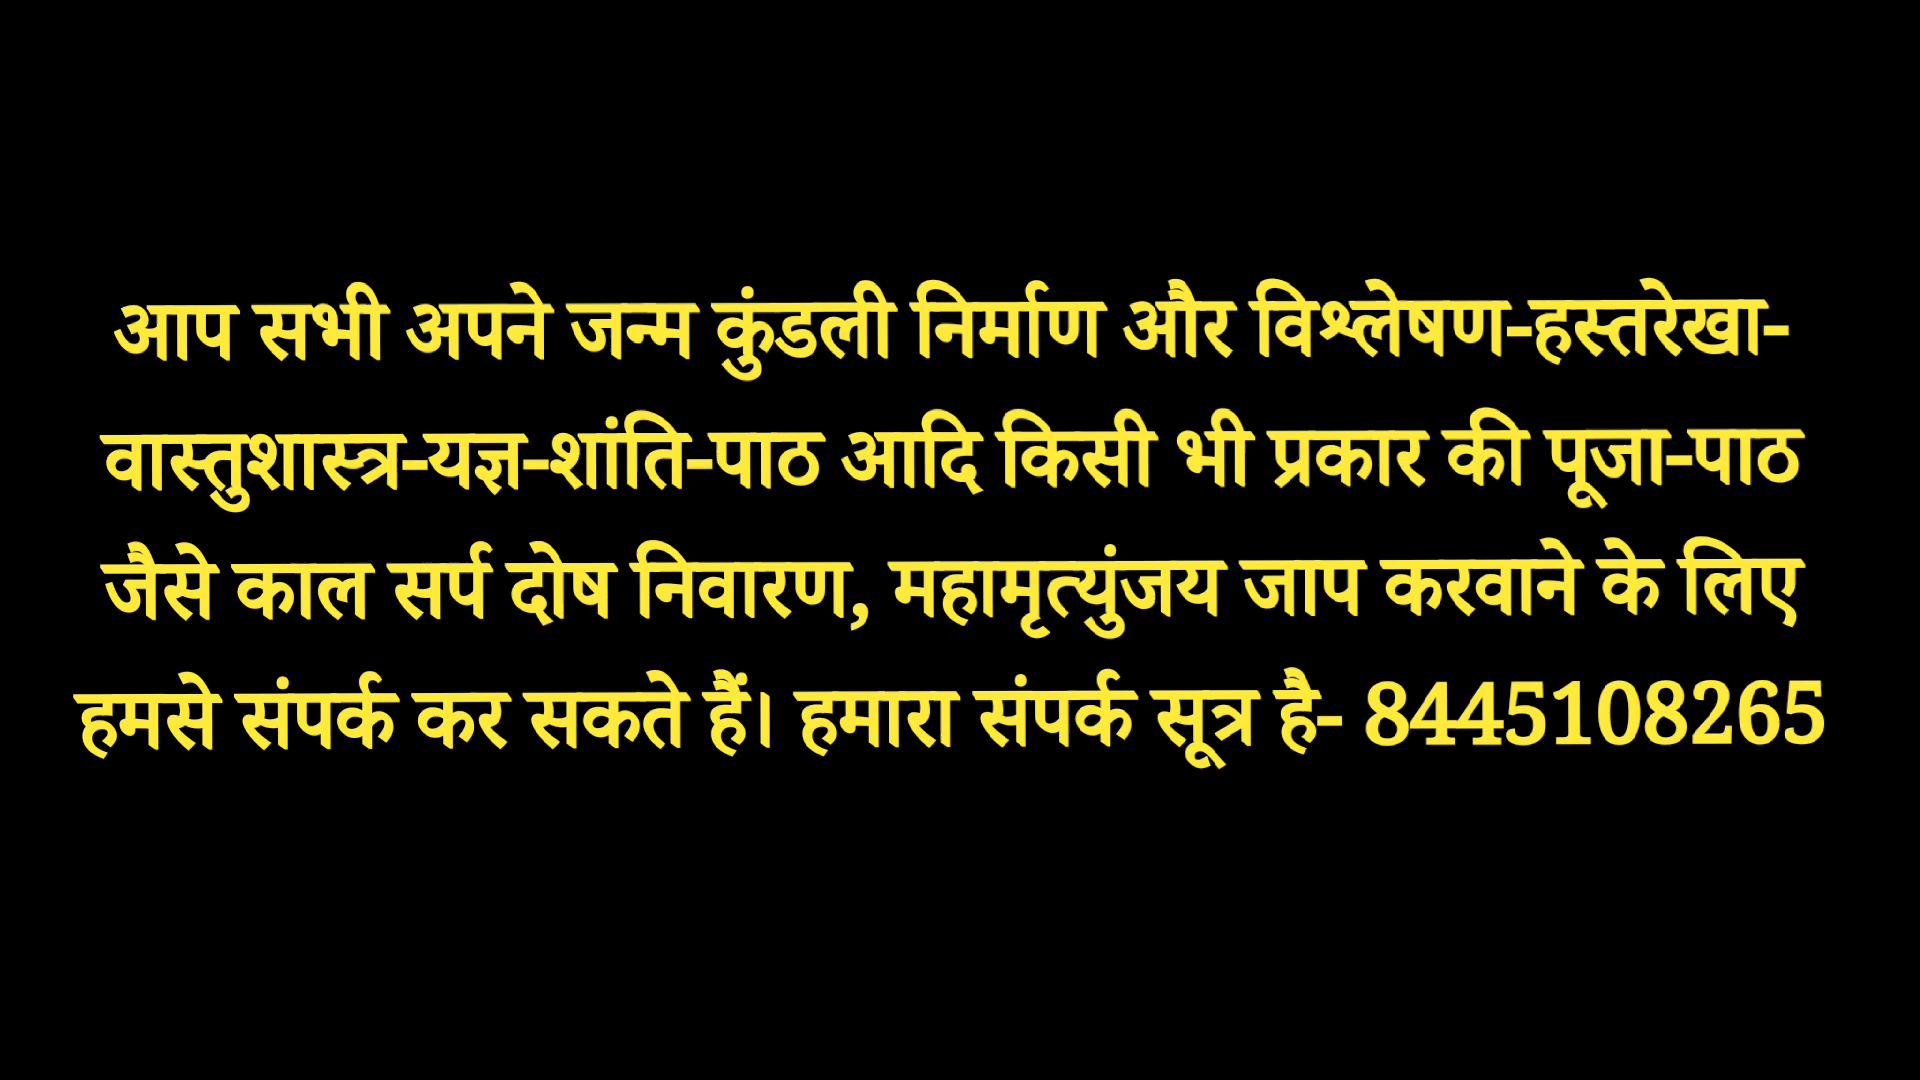 आप सभी अपने जन्म कुंडली निर्माण और विश्लेषण-हस्तरेखा-
वास्तुशास्त्र-यज्ञ-शांति-पाठ आदि किसी भी प्रकार की पूजा-पाठ
जैसे काल सर्प दोष निवारण, महामृत्युंजय जाप करवाने के लिए
हमसे संपर्क कर सकते हैं। हमारा संपर्क सूत्र है- 8445108265